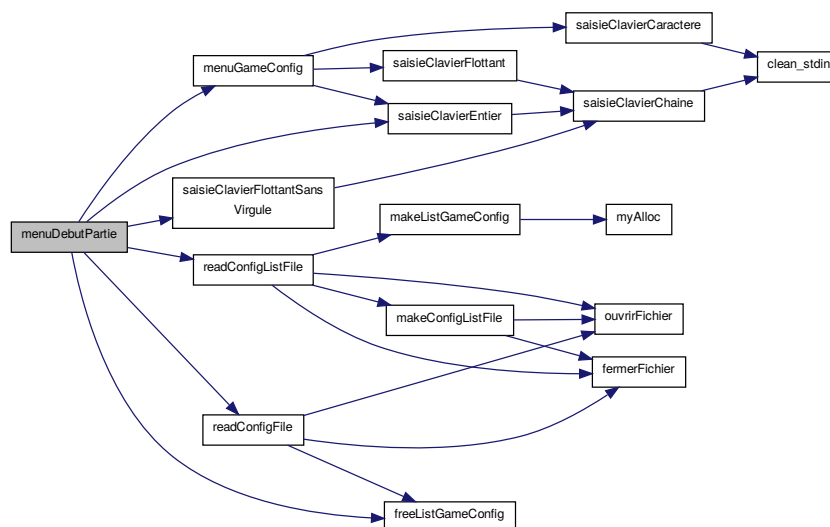 saisieClavierCaractere
clean_stdin
menuGameConfig
saisieClavierFlottant
saisieClavierChaine
saisieClavierEntier
saisieClavierFlottantSans
Virgule
menuDebutPartie
makeListGameConfig
myAlloc
readConfigListFile
makeConfigListFile
ouvrirFichier
fermerFichier
readConfigFile
freeListGameConfig